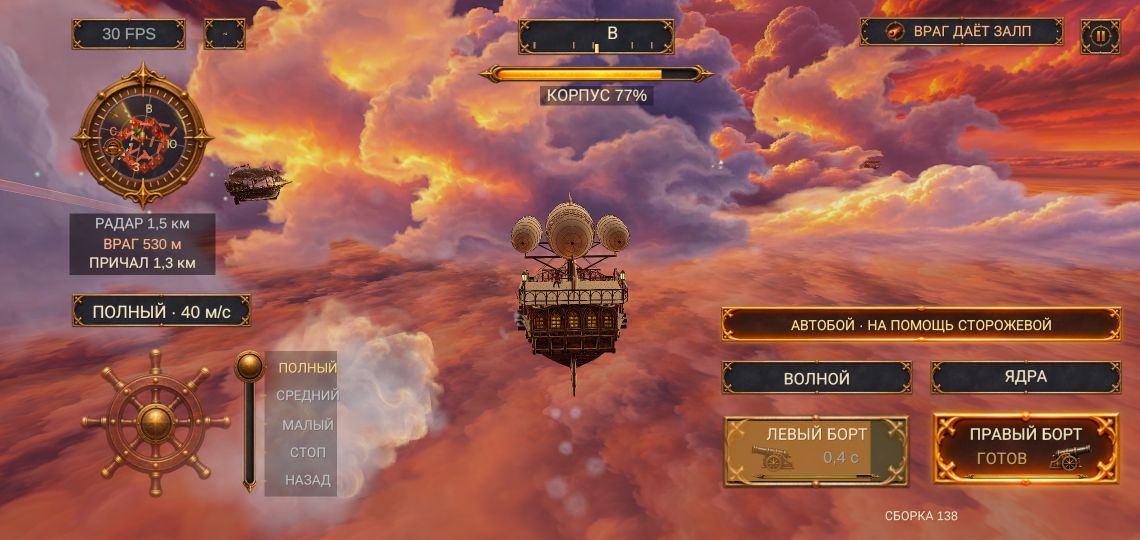 30 FPS
В
ВРАГ ДАЁТ ЗАЛП
КОРПУС 77%
В
С
Ю
З
РАДАР 1,5 км
ВРАГ 530 м
ПРИЧАЛ 1,3 км
ПОЛНЫЙ · 40 м/с
ПОЛНЫЙ
СРЕДНИЙ
МАЛЫЙ
СТОП
НАЗАД
АВТОБОЙ · НА ПОМОЩЬ СТОРОЖЕВОЙ
ВОЛНОЙ
ЯДРА
ЛЕВЫЙ БОРТ
0,4 с
ПРАВЫЙ БОРТ
ГОТОВ
СБОРКА 138